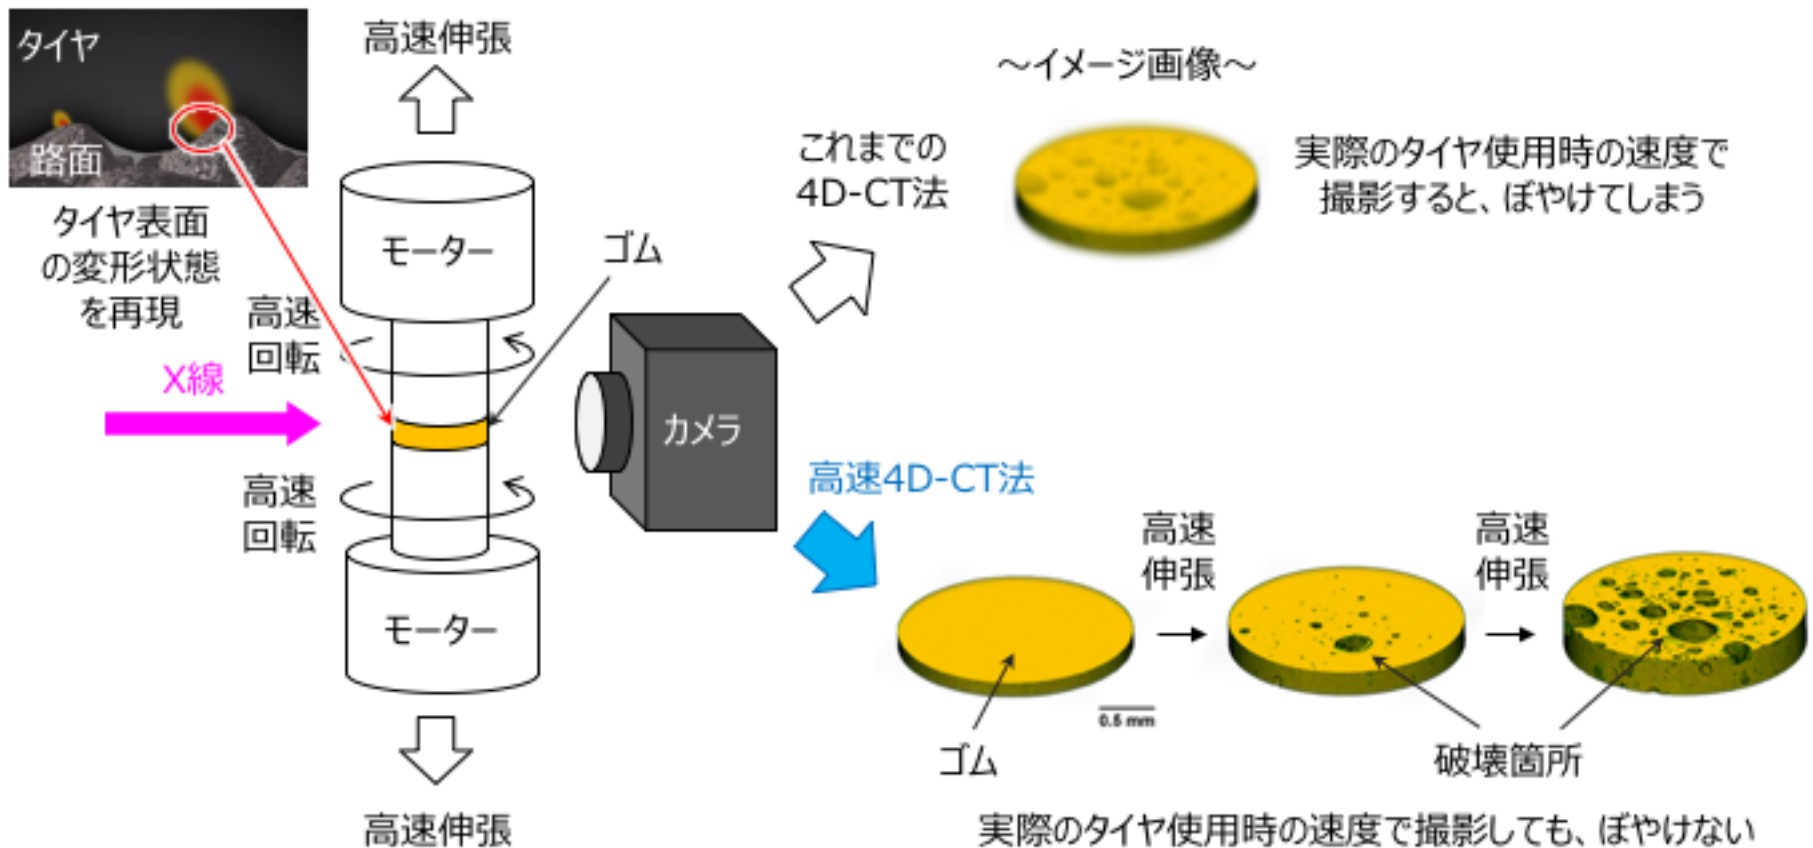 タイヤ
路面
タイヤ表面
の変形状態
を再現
高速伸張
モーター
ゴム
高速
回転
X線
カメラ
高速
回転
モーター
高速伸張
～イメージ画像～
これまでの
4D-CT法
実際のタイヤ使用時の速度で
撮影すると、ぼやけてしまう
高速4D-CT法
高速
伸張
高速
伸張
0.5 mm
ゴム
破壊箇所
実際のタイヤ使用時の速度で撮影しても、ぼやけない